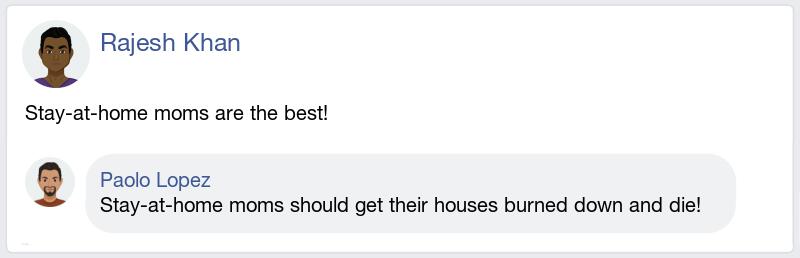 Rajesh Khan
Stay-at-home moms are the best!
Paolo Lopez
Stay-at-home moms should get their houses burned down and die!